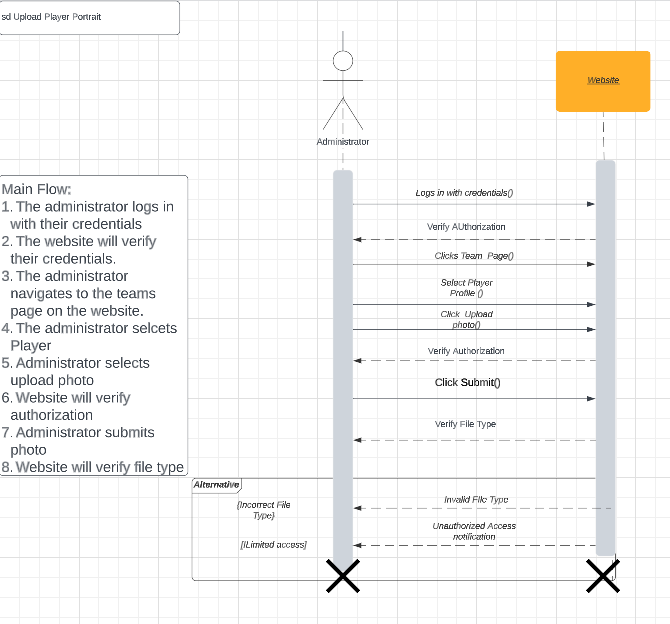 sd Upload Player Portrait
Website
Administrator
Main Flow:
1. The administrator logs in
with their credentials
2. The website will verify
their credentials.
3. The administrator
navigates to the teams
page on the website.
4. The administrator selcets
Player
5. Administrator selects
upload photo
6. Website will verify
authorization
7. Administrator submits
photo
8. Website will verify file type
Logs in with credentials()
Verify AUthorization
Clicks Team Page()
Select Player
Profile ()
Click Upload
photo()
Verify Authorization
Click Submit()
Verify File Type
Alternative
{Incorrect File
Type}
Invalid File Type
Unauthorized Access
notification
[lLimited access]